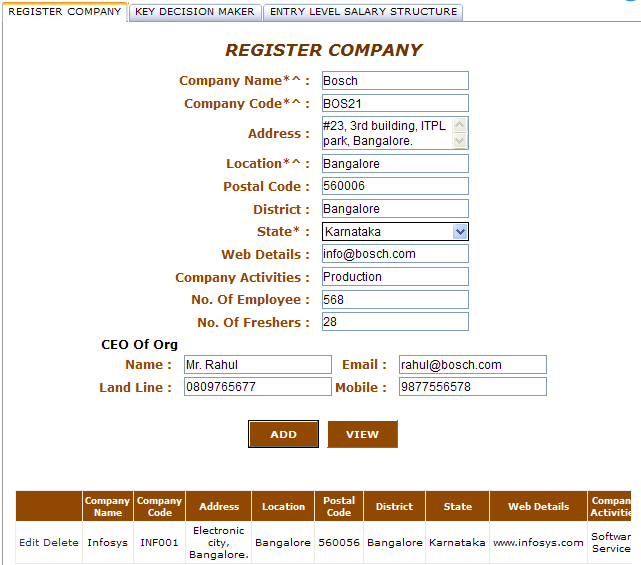 REGISTER COMPANY KEY DECISION MAKER ENTRY LEVEL SALARY STRUCTURE
REGISTER COMPANY
Company Name*^ : Bosch
Company Code*^ : BOS21
Address : #23, 3rd building, ITPL
park, Bangalore.
Location*^ : Bangalore
Postal Code : 560006
District : Bangalore
State* : Karnataka
Web Details : info@bosch.com
Company Activities : Production
No. Of Employee : 568
No. Of Freshers : 28
CEO Of Org
Name : Mr. Rahul Email : rahul@bosch.com
Land Line : 0809765677 Mobile : 9877556578
ADD VIEW
Company Name Company Code Address Location Postal Code District State Web Details Compan Activitie
Edit Delete Infosys INF001 Electronic city, Bangalore. Bangalore 560056 Bangalore Karnataka www.infosys.com Softwar Service